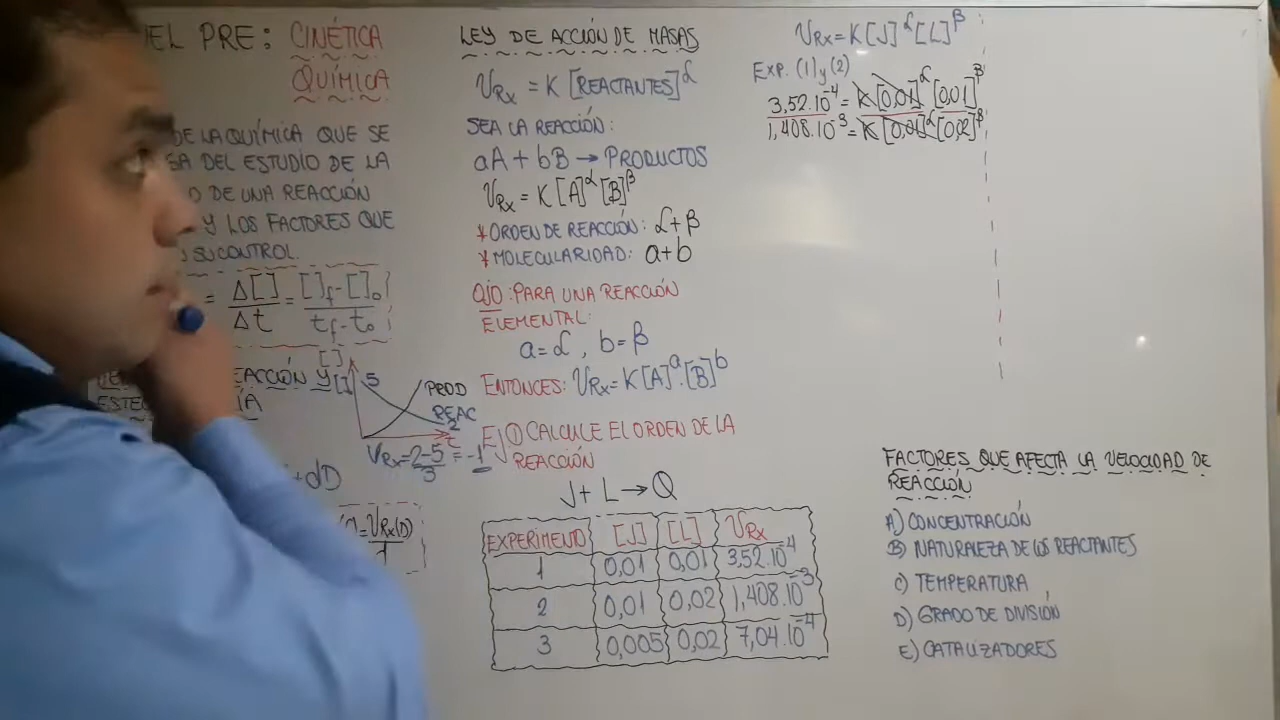 EL PRE: CINÉTICA
QUÍMICA
DE LA QUÍMICA QUE SE
DEL ESTUDIO DE LA
DE UNA REACCIÓN
Y LOS FACTORES QUE
SU CONTROL.
= Δ[ ]/Δt = [ ]f - [ ]o / tf - to
REACCIÓN Y
[ ]
5
PROD
REAC
2
t
VRx = 2-5/3 = -1
+dD
= VRx(D)/d
LEY DE ACCIÓN DE MASAS
VRx = K [REACTANTES]^α
SEA LA REACCIÓN:
aA + bB → PRODUCTOS
VRx = K [A]^α [B]^β
* ORDEN DE REACCIÓN: α+β
* MOLECULARIDAD: a+b
OJO: PARA UNA REACCIÓN
ELEMENTAL:
a=α, b=β
ENTONCES: VRx = K[A]^a.[B]^b
Ej ① CALCULE EL ORDEN DE LA
REACCIÓN
J + L → Q
EXPERIMENTO [J] [L] VRx
1 0,01 0,01 3,52.10^-4
2 0,01 0,02 1,408.10^-3
3 0,005 0,02 7,04.10^-4
VRx = K[J]^α [L]^β
EXP. (1) y (2)
3,52.10^-4 = K[0,01]^α [0,01]^β
1,408.10^-3 = K[0,01]^α [0,02]^β
FACTORES QUE AFECTA LA VELOCIDAD DE
REACCIÓN
A) CONCENTRACIÓN
B) NATURALEZA DE LOS REACTANTES
C) TEMPERATURA
D) GRADO DE DIVISIÓN
E) CATALIZADORES